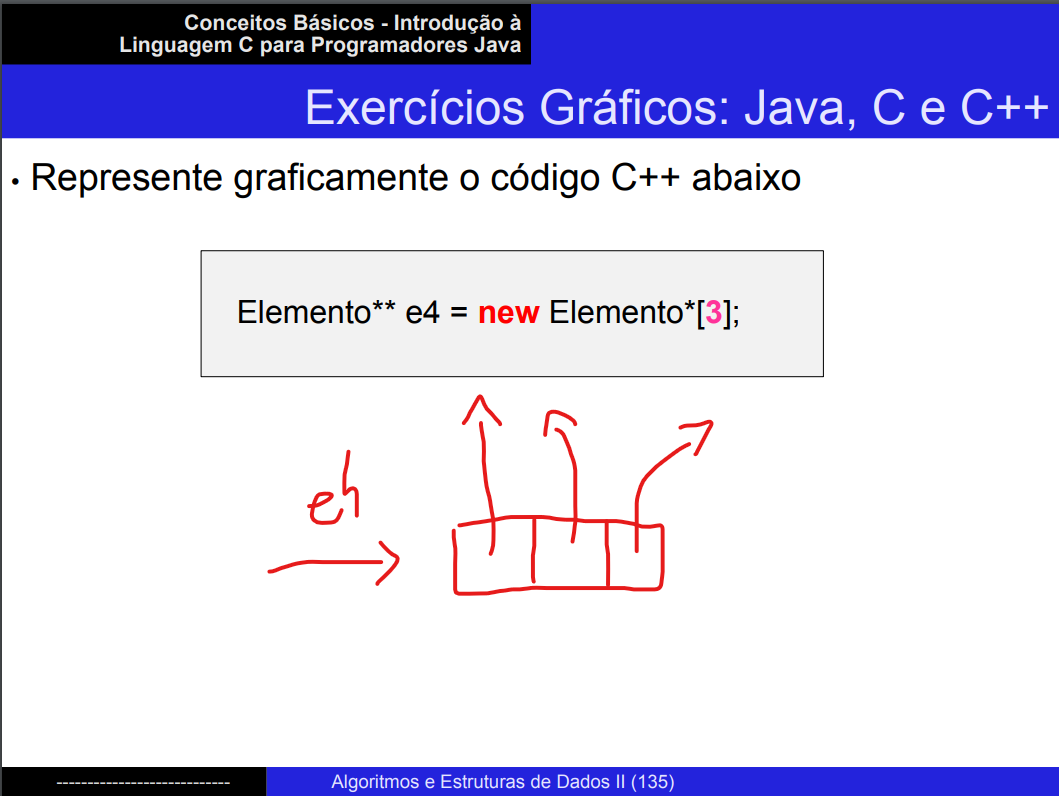 Conceitos Básicos - Introdução à
Linguagem C para Programadores Java
Exercícios Gráficos: Java, C e C++
• Represente graficamente o código C++ abaixo
Elemento** e4 = new Elemento*[3];
e4
----------------------------
Algoritmos e Estruturas de Dados II (135)